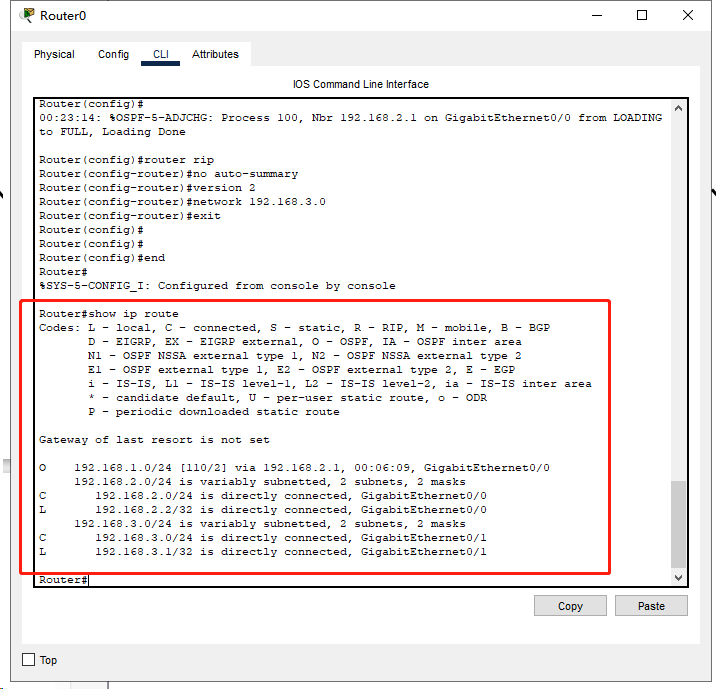 Router0
Physical Config CLI Attributes
IOS Command Line Interface
Router(config)#
00:23:14: %OSPF-5-ADJCHG: Process 100, Nbr 192.168.2.1 on GigabitEthernet0/0 from LOADING
to FULL, Loading Done
Router(config)#router rip
Router(config-router)#no auto-summary
Router(config-router)#version 2
Router(config-router)#network 192.168.3.0
Router(config-router)#exit
Router(config)#
Router(config)#
Router(config)#end
Router#
%SYS-5-CONFIG_I: Configured from console by console
Router#show ip route
Codes: L - local, C - connected, S - static, R - RIP, M - mobile, B - BGP
D - EIGRP, EX - EIGRP external, O - OSPF, IA - OSPF inter area
N1 - OSPF NSSA external type 1, N2 - OSPF NSSA external type 2
E1 - OSPF external type 1, E2 - OSPF external type 2, E - EGP
i - IS-IS, L1 - IS-IS level-1, L2 - IS-IS level-2, ia - IS-IS inter area
* - candidate default, U - per-user static route, o - ODR
P - periodic downloaded static route
Gateway of last resort is not set
O 192.168.1.0/24 [110/2] via 192.168.2.1, 00:06:09, GigabitEthernet0/0
192.168.2.0/24 is variably subnetted, 2 subnets, 2 masks
C 192.168.2.0/24 is directly connected, GigabitEthernet0/0
L 192.168.2.2/32 is directly connected, GigabitEthernet0/0
192.168.3.0/24 is variably subnetted, 2 subnets, 2 masks
C 192.168.3.0/24 is directly connected, GigabitEthernet0/1
L 192.168.3.1/32 is directly connected, GigabitEthernet0/1
Router#
Copy Paste
Top